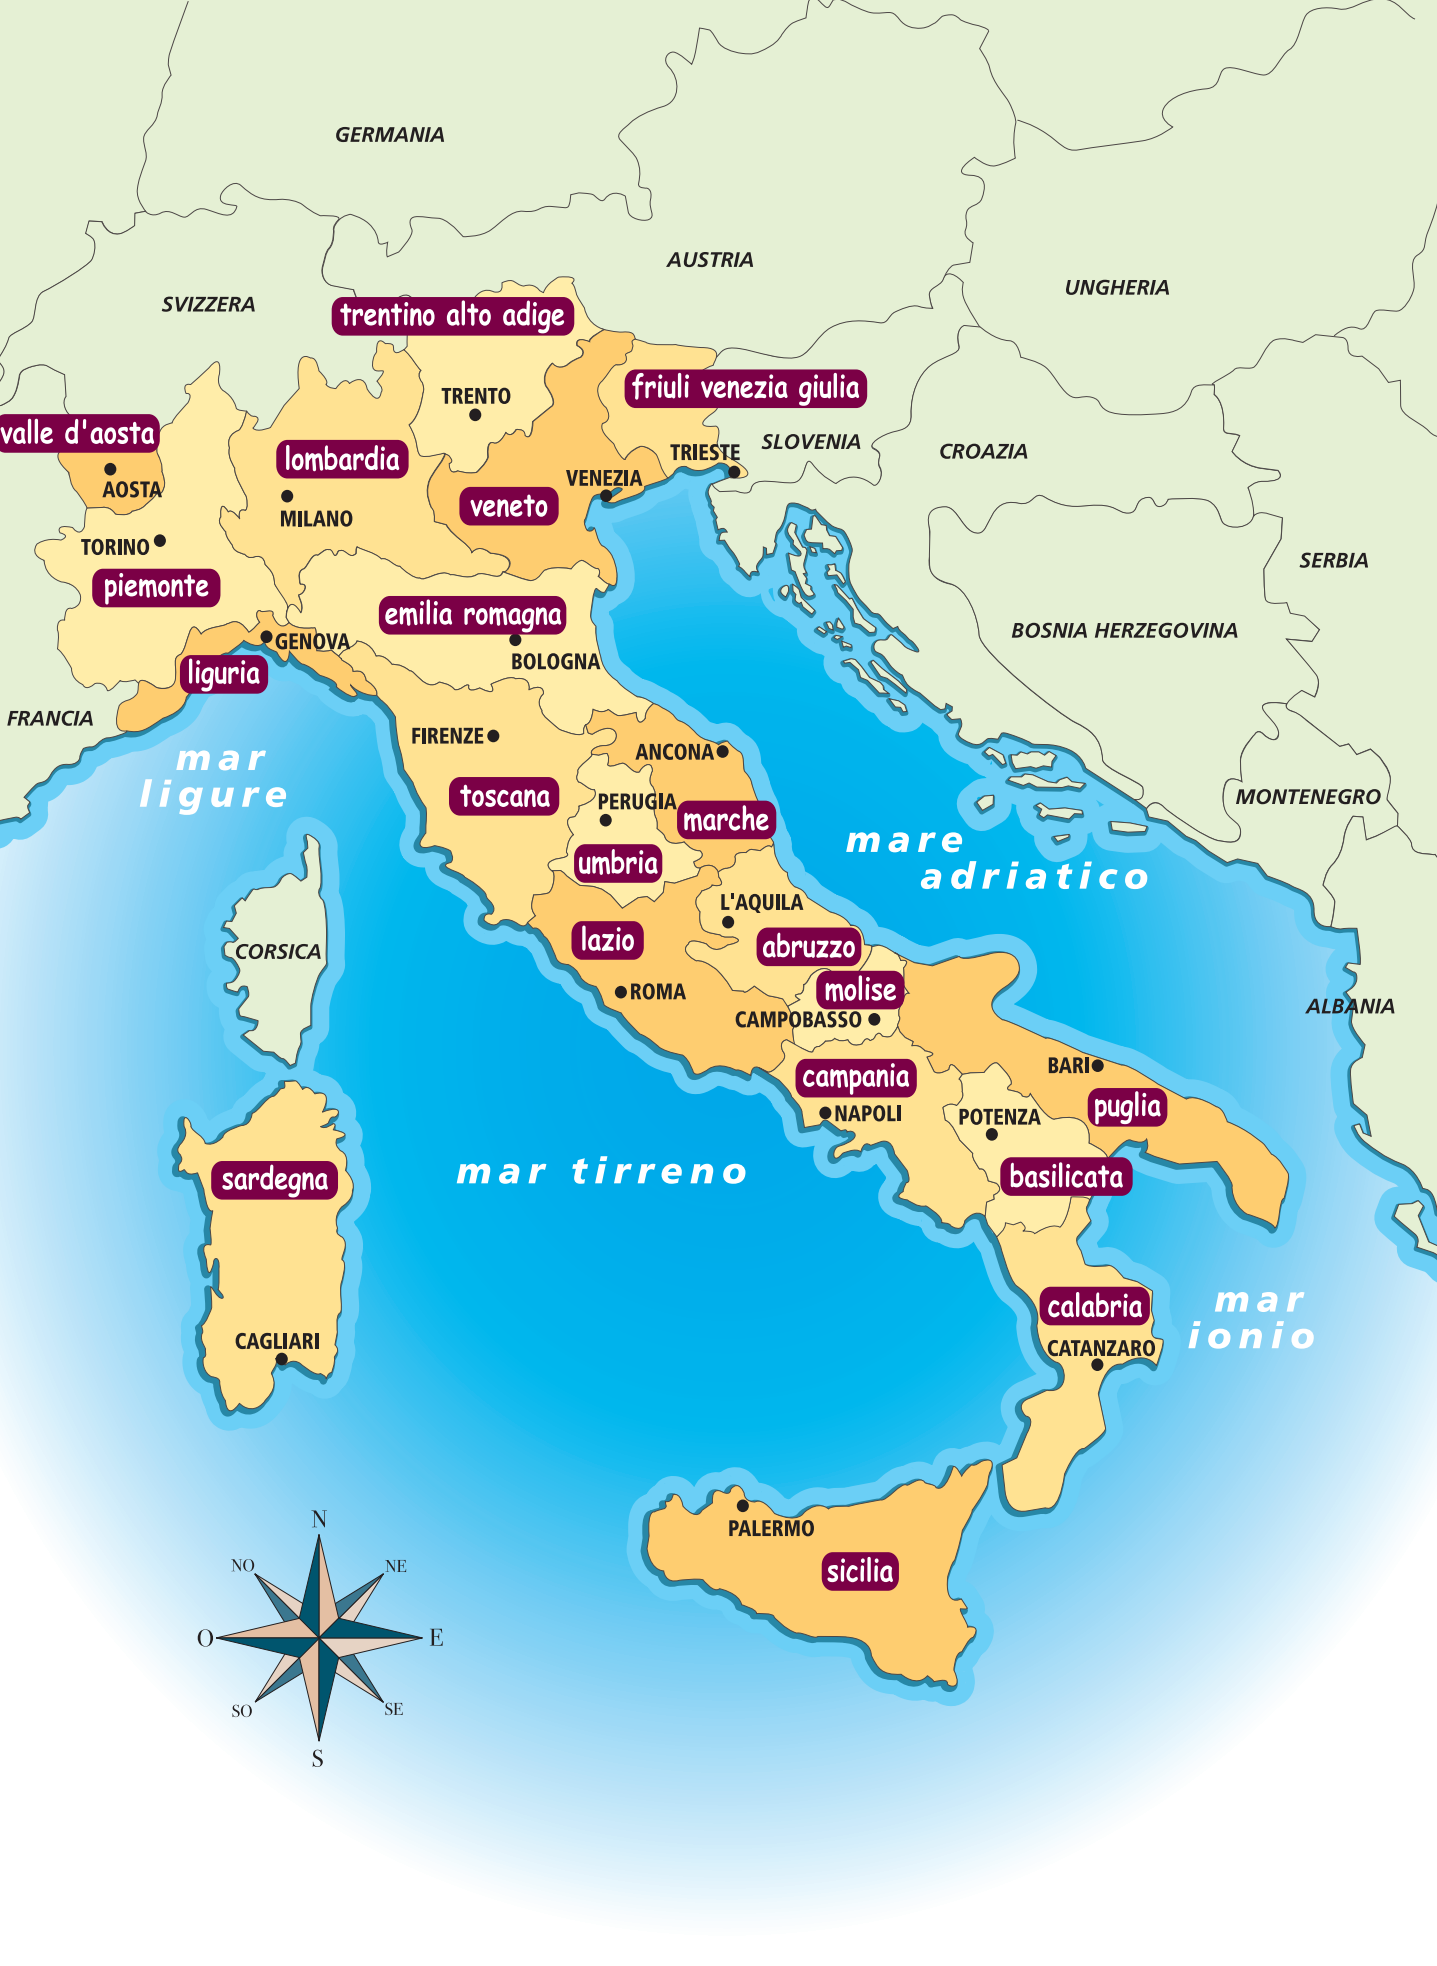 GERMANIA
AUSTRIA
UNGHERIA
SVIZZERA
trentino alto adige
friuli venezia giulia
TRENTO
valle d'aosta
SLOVENIA
CROAZIA
TRIESTE
lombardia
AOSTA
VENEZIA
veneto
MILANO
TORINO
SERBIA
piemonte
emilia romagna
BOSNIA HERZEGOVINA
GENOVA
BOLOGNA
liguria
FRANCIA
FIRENZE
ANCONA
mar
ligure
toscana
PERUGIA
marche
MONTENEGRO
mare
adriatico
umbria
L'AQUILA
lazio
abruzzo
CORSICA
ROMA
molise
CAMPOBASSO
ALBANIA
BARI
campania
puglia
NAPOLI
POTENZA
mar tirreno
basilicata
sardegna
calabria
mar
ionio
CAGLIARI
CATANZARO
PALERMO
sicilia
N
NO
NE
O
E
SO
SE
S